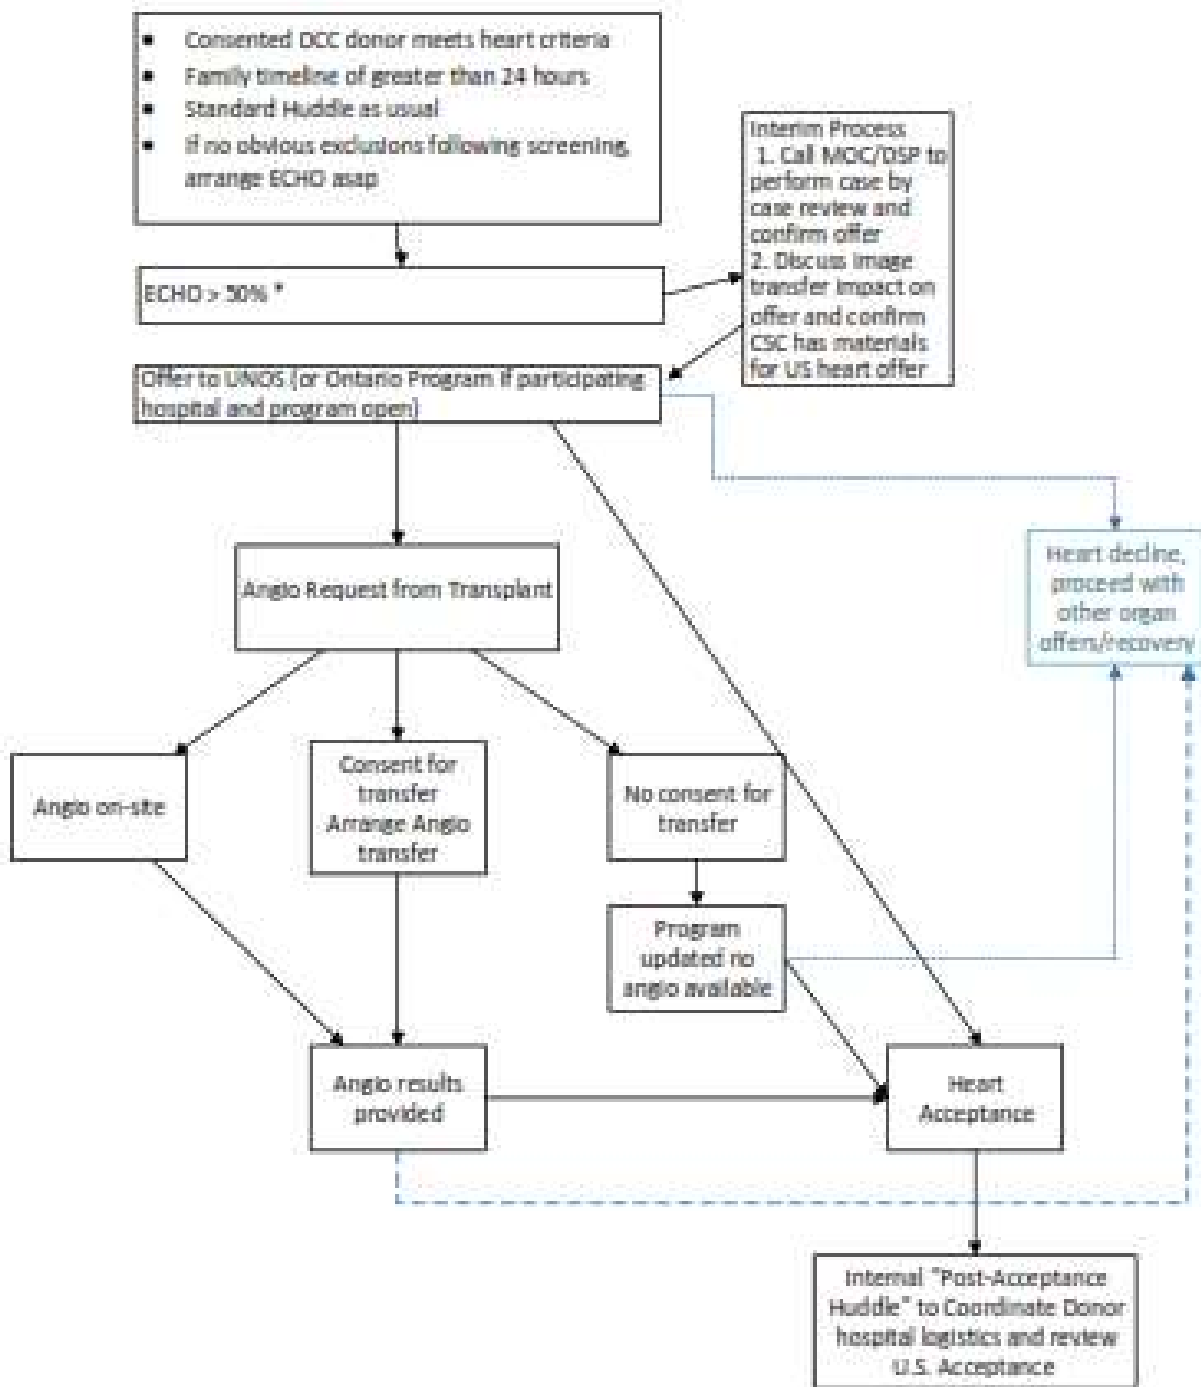 • Consented DCC donor meets heart criteria
• Family timeline of greater than 24 hours
• Standard Huddle as usual
• If no obvious exclusions following screening,
arrange ECHO asap
Interim Process
1. Call MOC/DSP to
perform case by
case review and
confirm offer
2. Discuss image
transfer impact on
offer and confirm
CSC has materials
for US heart offer
ECHO > 50% *
Offer to UNOS (or Ontario Program if participating
hospital and program open)
Heart decline,
proceed with
other organ
offers/recovery
Angio Request from Transplant
Angio on-site
Consent for
transfer
Arrange Angio
transfer
No consent for
transfer
Program
updated no
angio available
Angio results
provided
Heart
Acceptance
Internal "Post-Acceptance
Huddle" to Coordinate Donor
hospital logistics and review
U.S. Acceptance